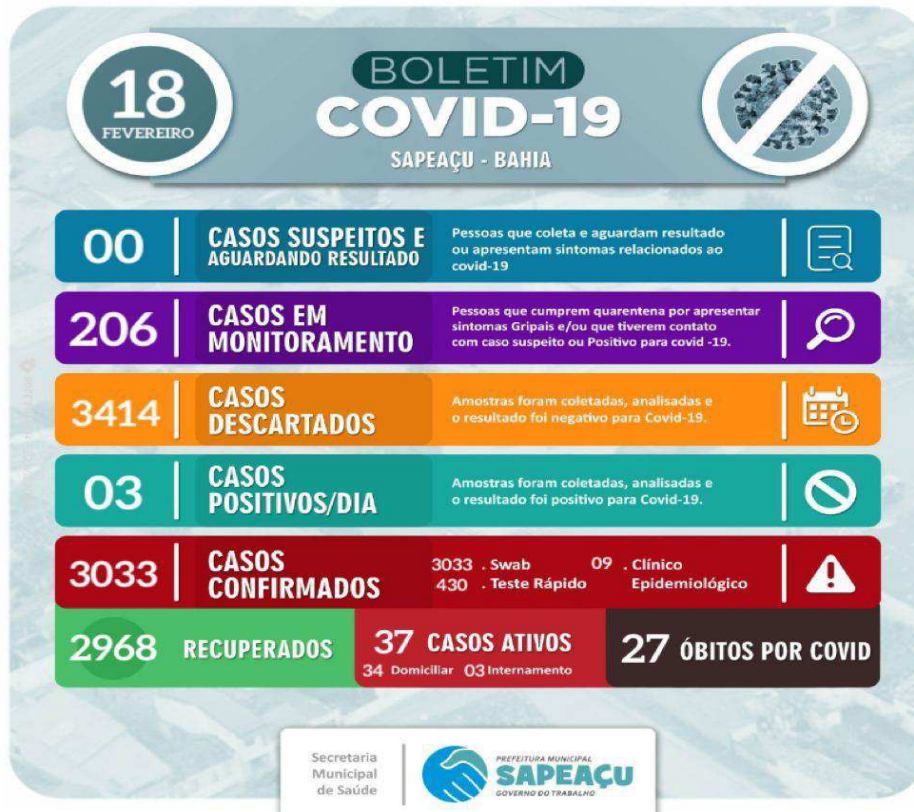 18
FEVEREIRO
BOLETIM
COVID-19
SAPEAÇU - BAHIA
00
CASOS SUSPEITOS E
AGUARDANDO RESULTADO
Pessoas que coleta e aguardam resultado
ou apresentam sintomas relacionados ao
covid-19
206
CASOS EM
MONITORAMENTO
Pessoas que cumprem quarentena por apresentar
sintomas Gripais e/ou que tiverem contato
com caso suspeito ou Positivo para covid -19.
3414
CASOS
DESCARTADOS
Amostras foram coletadas, analisadas e
o resultado foi negativo para Covid-19.
03
CASOS
POSITIVOS/DIA
Amostras foram coletadas, analisadas e
o resultado foi positivo para Covid-19.
3033
CASOS
CONFIRMADOS
3033 . Swab
430 . Teste Rápido
09 . Clínico
Epidemiológico
2968 RECUPERADOS
37 CASOS ATIVOS
34 Domiciliar 03 Internamento
27 ÓBITOS POR COVID
Secretaria
Municipal
de Saúde
PREFEITURA MUNICIPAL
SAPEAÇU
GOVERNO DO TRABALHO